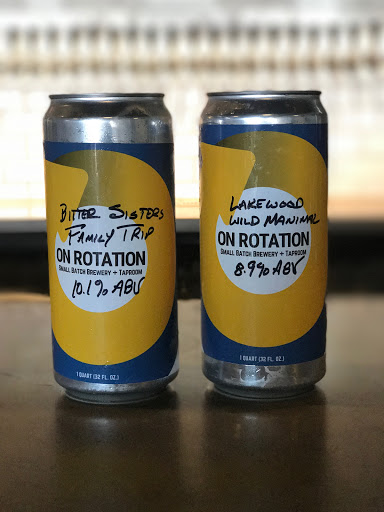 BITTER SISTERS
FAMILY TRIP
ON ROTATION
SMALL BATCH BREWERY + TAPROOM
10.1% ABV
1 QUART (32 FL. OZ.)
LAKEWOOD
WILD MANIMAL
ON ROTATION
SMALL BATCH BREWERY + TAPROOM
8.9% ABV
1 QUART (32 FL. OZ.)